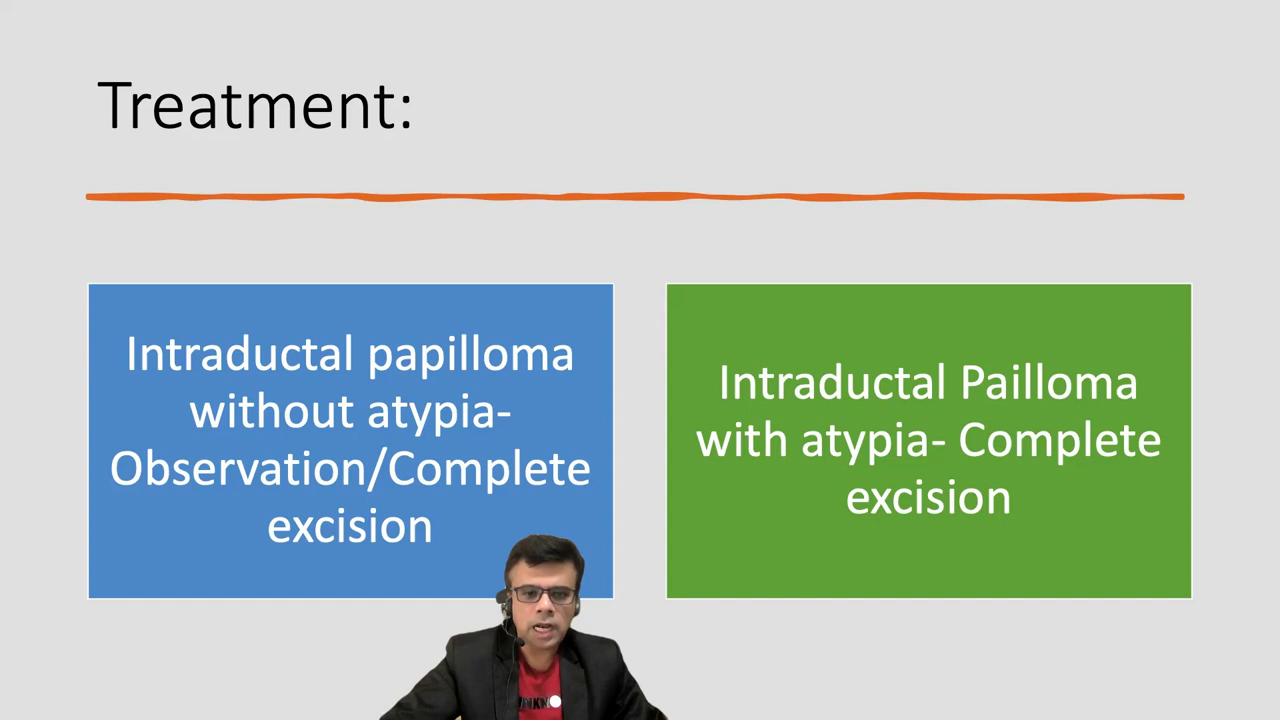 Treatment:
Intraductal papilloma
without atypia-
Observation/Complete
excision
Intraductal Pailloma
with atypia- Complete
excision